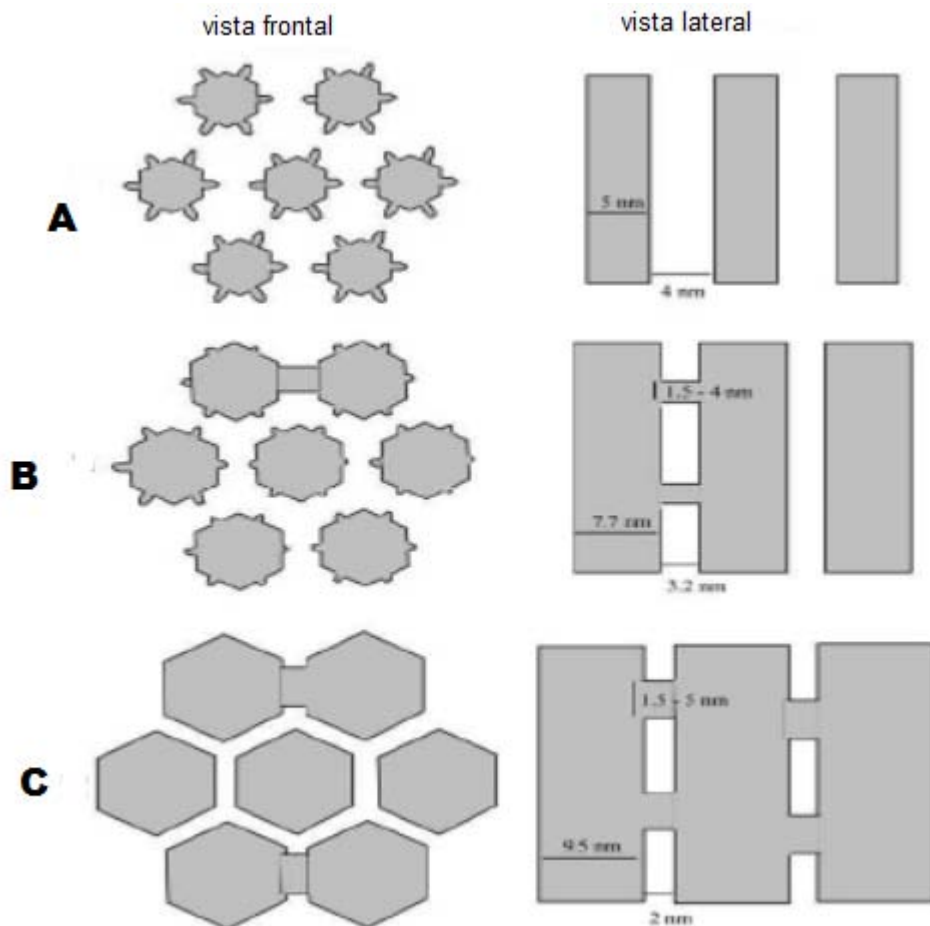 vista frontal
vista lateral
A
5 nm
4 nm
B
1.5 - 4 nm
7.7 nm
3.2 nm
C
1.5 - 5 nm
9.5 nm
2 nm